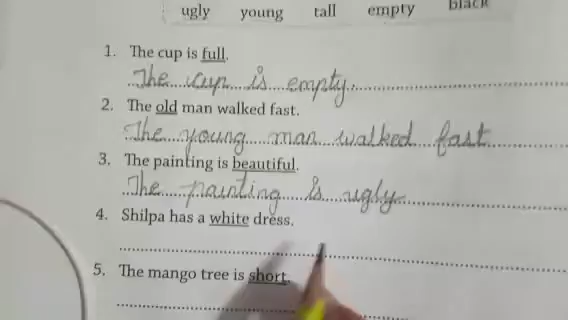 ugly young tall empty black
1. The cup is full.
The cup is empty.
2. The old man walked fast.
The young man walked fast
3. The painting is beautiful.
The painting is ugly
4. Shilpa has a white dress.
5. The mango tree is short.